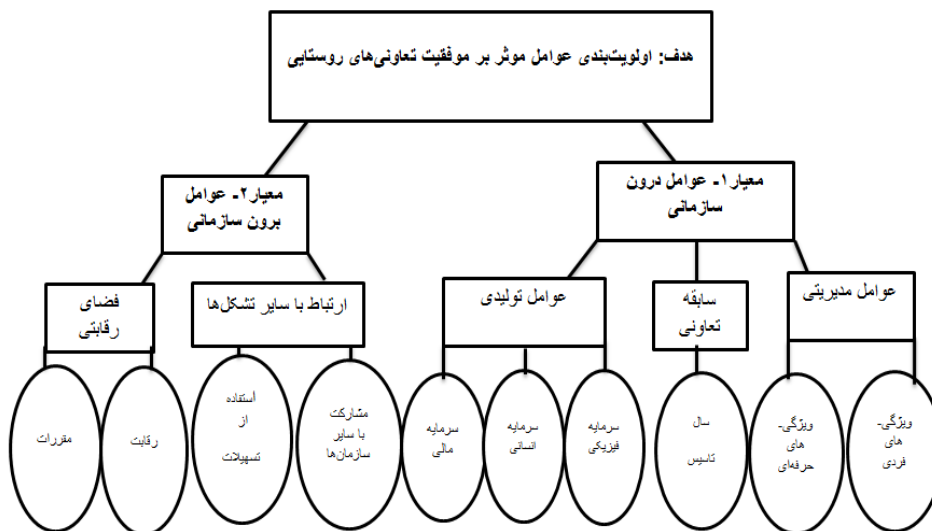 هدف: اولویت‌بندی عوامل موثر بر موفقیت تعاونی‌های روستایی
معیار۱ـ عوامل درون
سازمانی
معیار۲ـ عوامل
برون سازمانی
عوامل مدیریتی
سابقه
تعاونی
عوامل تولیدی
ارتباط با سایر تشکل‌ها
فضای
رقابتی
ویژگی-
های
فردی
ویژگی-
های
حرفه‌ای
سال
تاسیس
سرمایه
فیزیکی
سرمایه
انسانی
سرمایه
مالی
مشارکت
با سایر
سازمان‌ها
استفاده
از
تسهیلات
رقابت
مقررات